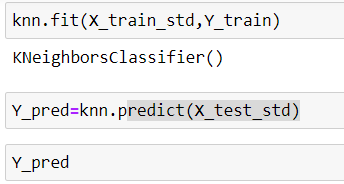 knn.fit(X_train_std,Y_train)
KNeighborsClassifier()
Y_pred=knn.predict(X_test_std)
Y_pred